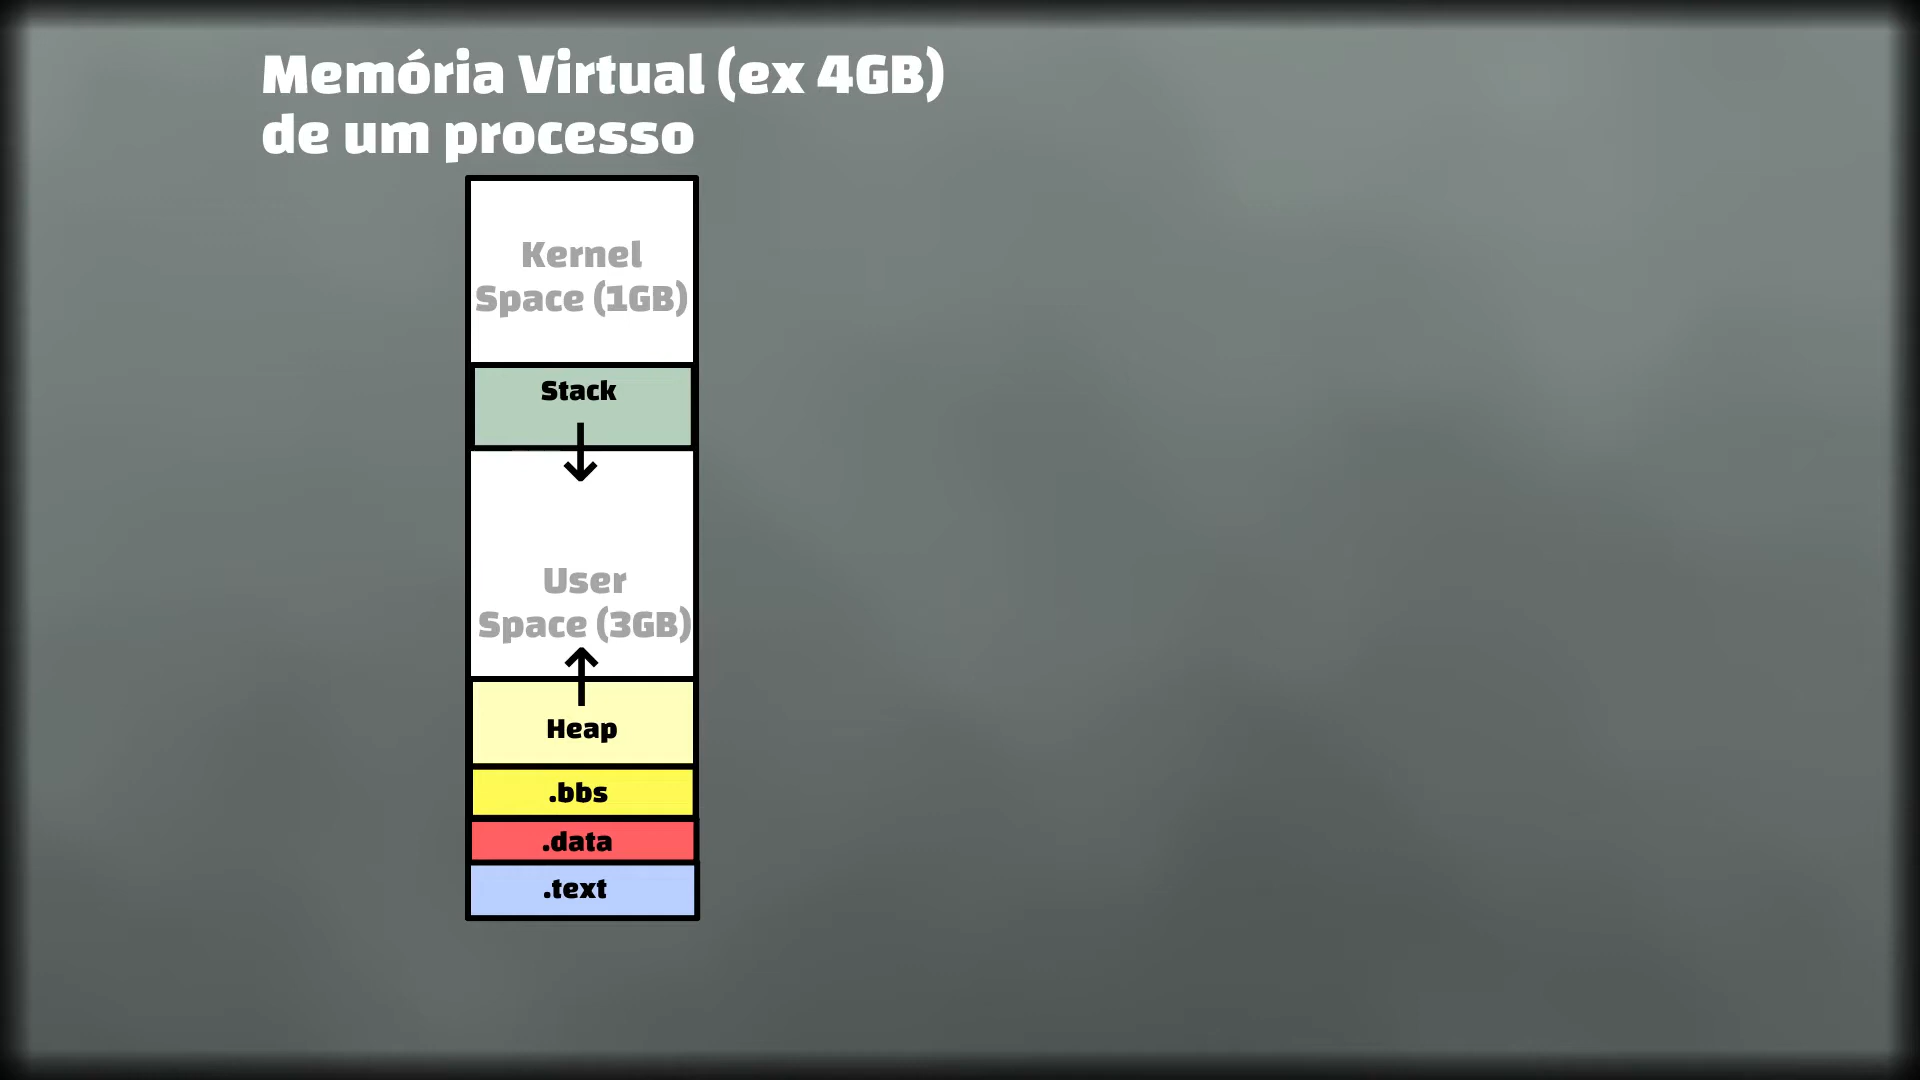 Memória Virtual (ex 4GB)
de um processo
Kernel
Space (1GB)
Stack
User
Space (3GB)
Heap
.bbs
.data
.text